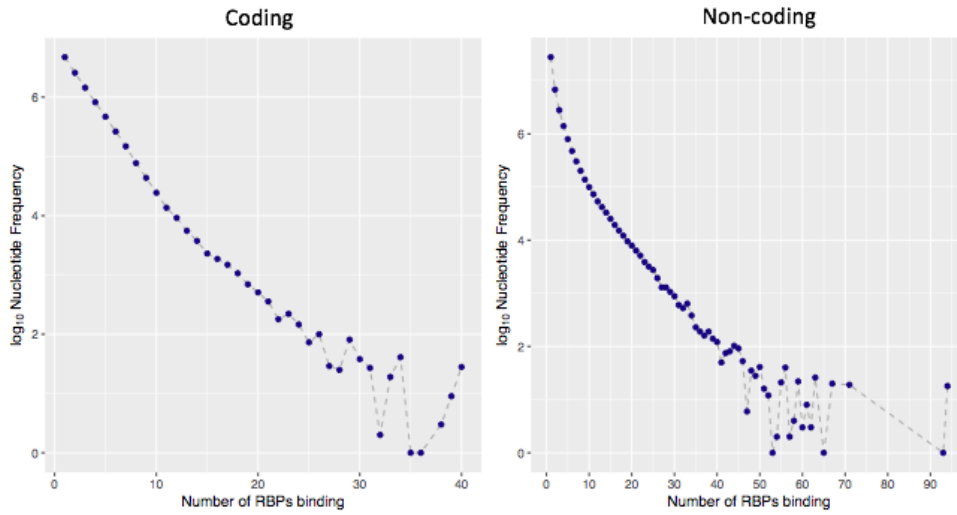 Coding
Non-coding
log₁₀ Nucleotide Frequency
6
4
2
0
0 10 20 30 40
Number of RBPs binding
log₁₀ Nucleotide Frequency
6
4
2
0
0 10 20 30 40 50 60 70 80 90
Number of RBPs binding